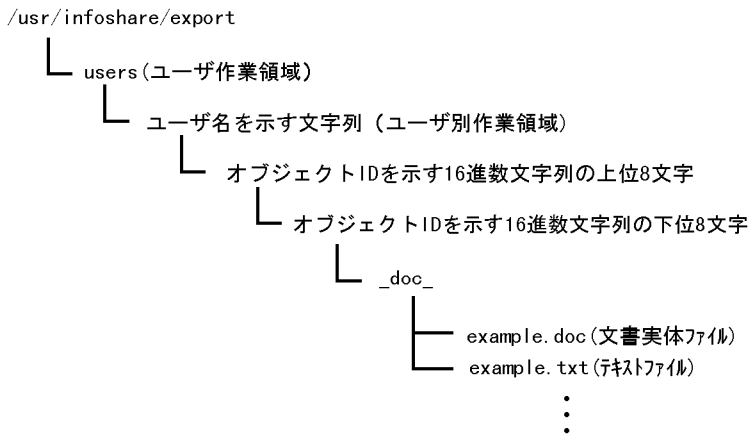 /usr/infoshare/export
users(ユーザ作業領域)
ユーザ名を示す文字列 (ユーザ別作業領域)
オブジェクトIDを示す16進数文字列の上位8文字
オブジェクトIDを示す16進数文字列の下位8文字
_doc_
example.doc(文書実体ファイル)
example.txt(テキストファイル)